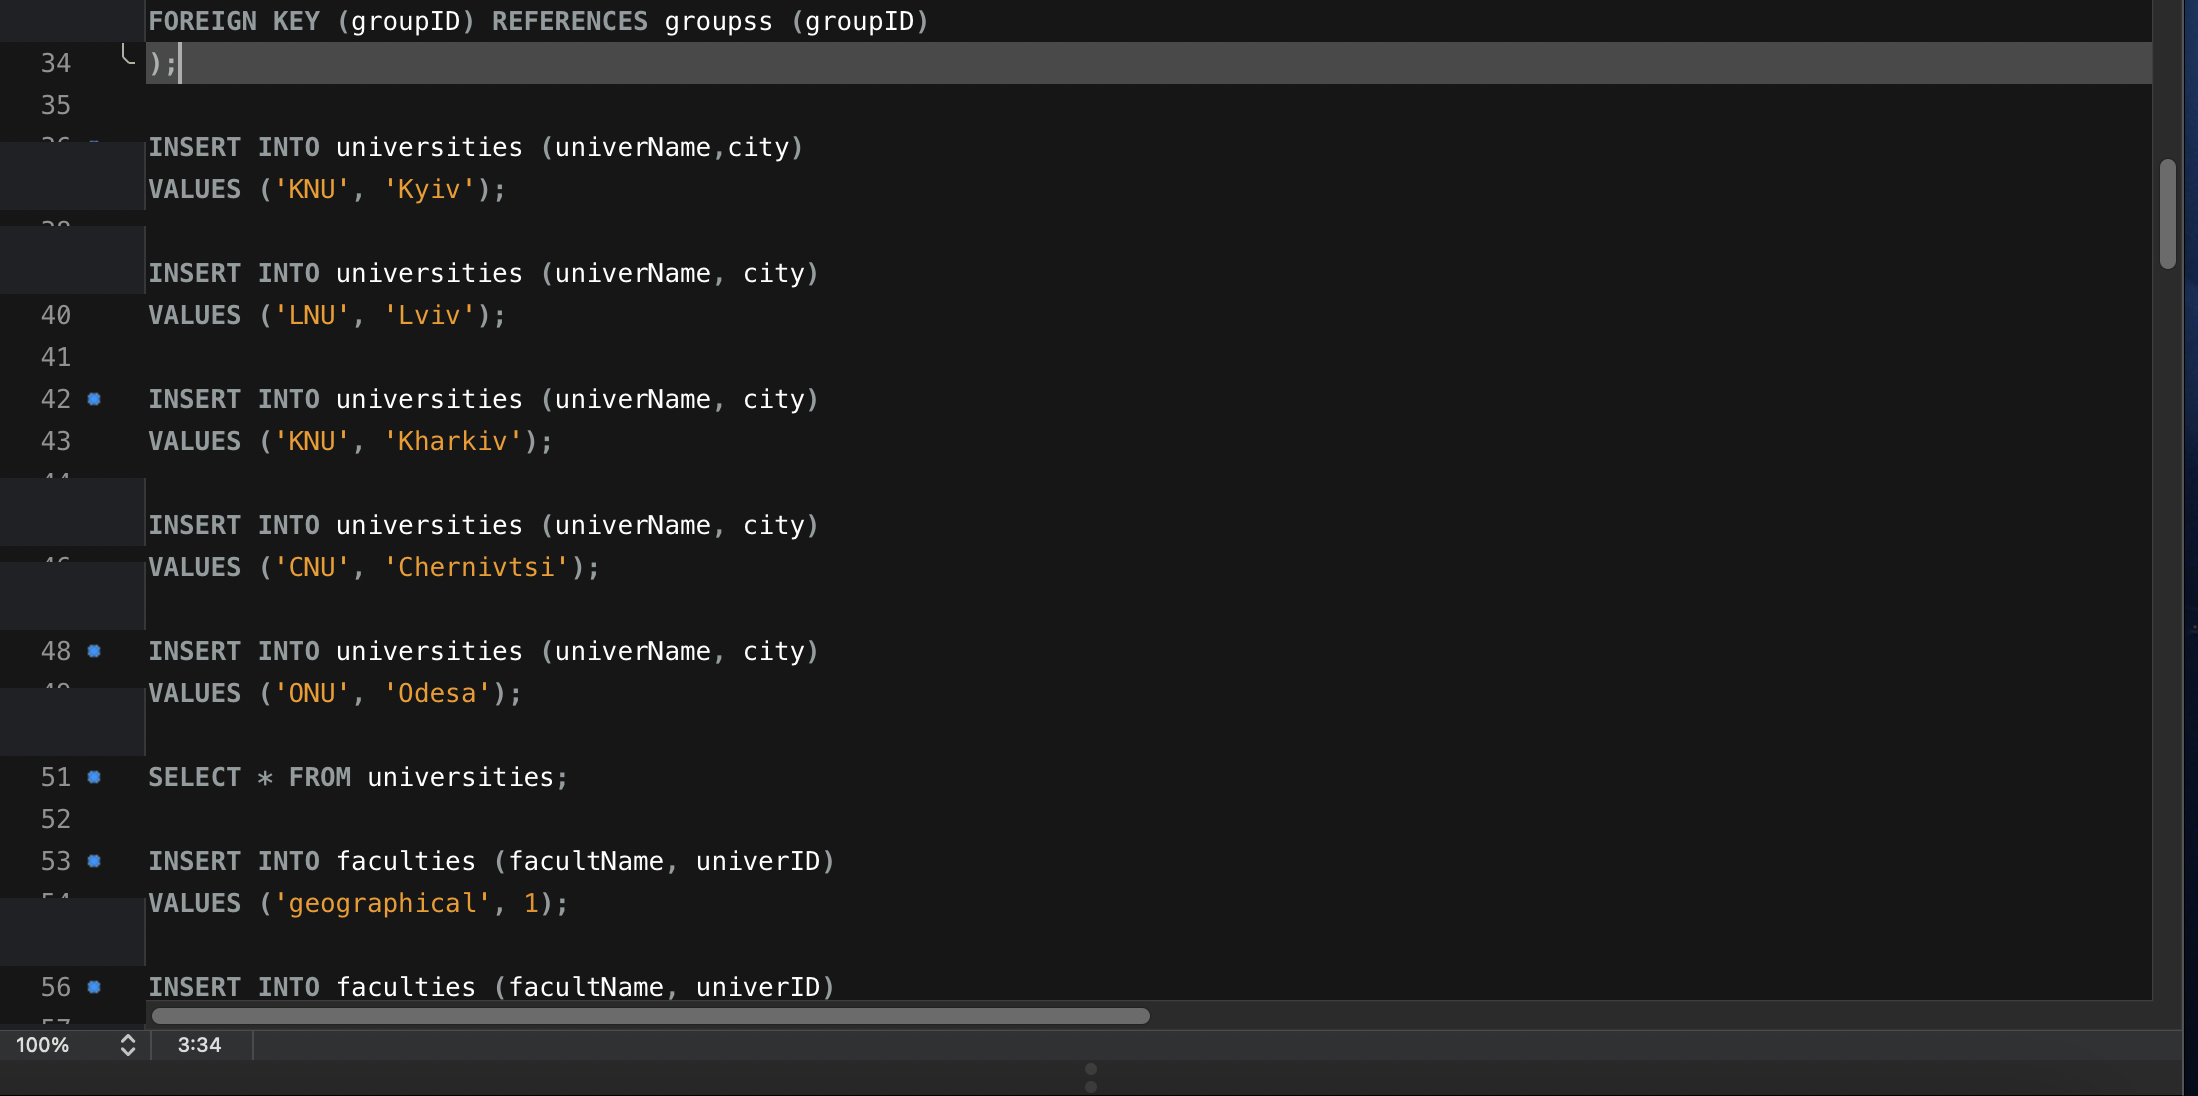 FOREIGN KEY (groupID) REFERENCES groupss (groupID)
34 );
35
INSERT INTO universities (univerName,city)
VALUES ('KNU', 'Kyiv');
INSERT INTO universities (univerName, city)
40 VALUES ('LNU', 'Lviv');
41
42 INSERT INTO universities (univerName, city)
43 VALUES ('KNU', 'Kharkiv');
INSERT INTO universities (univerName, city)
VALUES ('CNU', 'Chernivtsi');
48 INSERT INTO universities (univerName, city)
VALUES ('ONU', 'Odesa');
51 SELECT * FROM universities;
52
53 INSERT INTO faculties (facultName, univerID)
VALUES ('geographical', 1);
56 INSERT INTO faculties (facultName, univerID)
100% 3:34